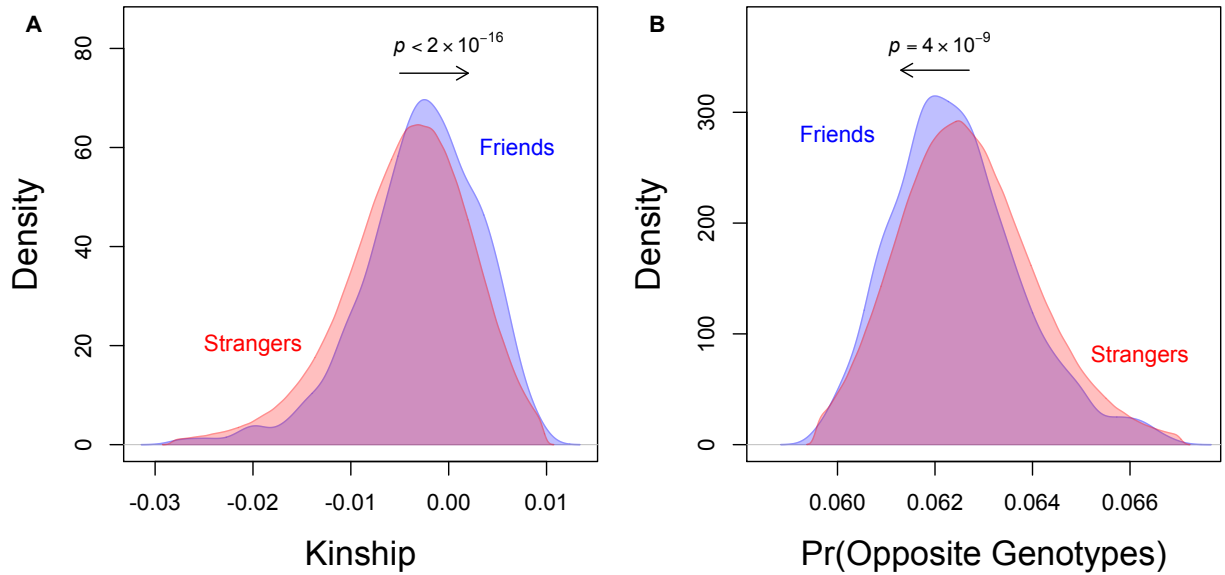 A
p < 2 × 10⁻¹⁶
Friends
Strangers
Density
0
20
40
60
80
-0.03
-0.02
-0.01
0.00
0.01
Kinship
B
p = 4 × 10⁻⁹
Friends
Strangers
Density
0
100
200
300
0.060
0.062
0.064
0.066
Pr(Opposite Genotypes)